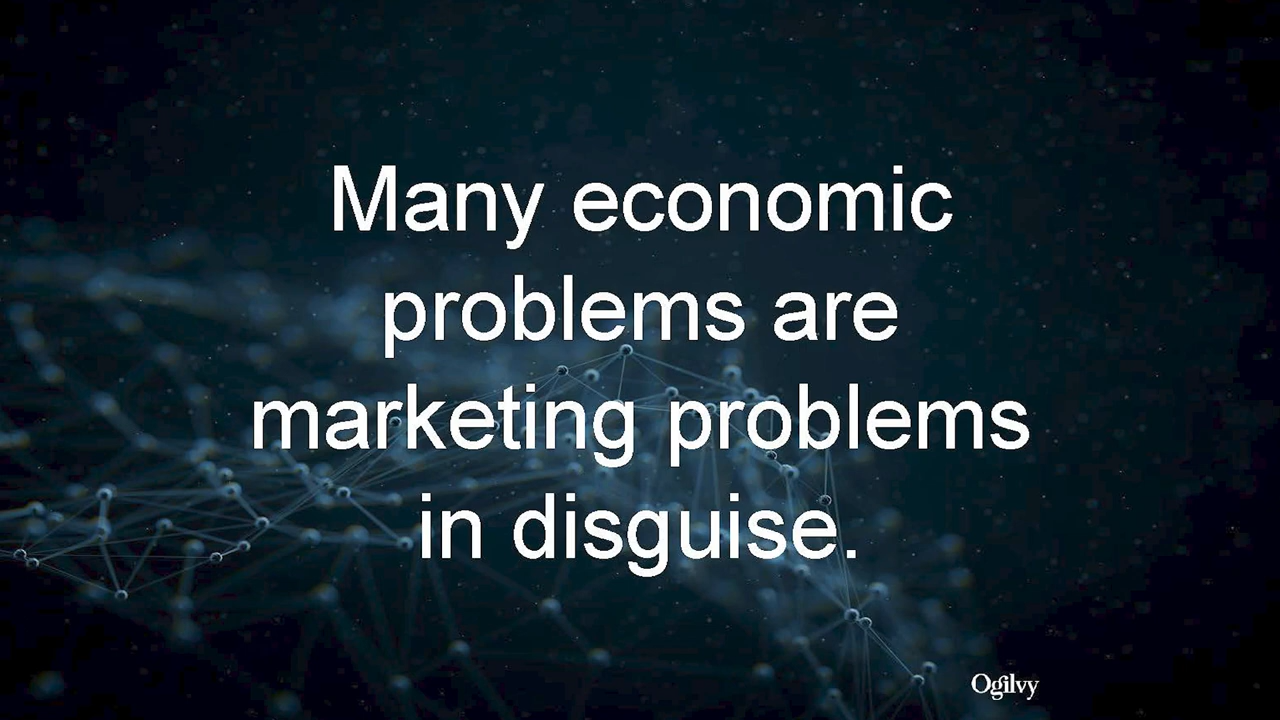 Many economic
problems are
marketing problems
in disguise.
Ogilvy